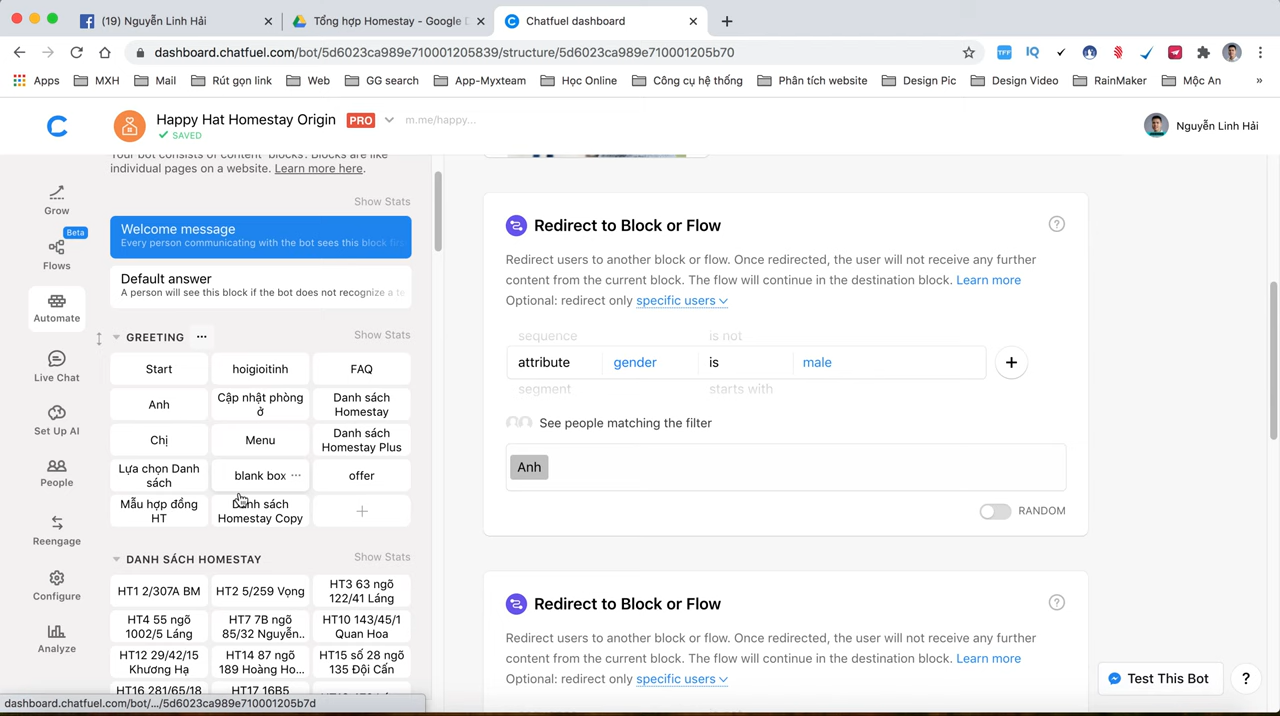 (19) Nguyễn Linh Hải
Tổng hợp Homestay - Google D
Chatfuel dashboard
dashboard.chatfuel.com/bot/5d6023ca989e710001205839/structure/5d6023ca989e710001205b70
Apps MXH Mail Rút gọn link Web GG search App-Myxteam Học Online Công cụ hệ thống Phân tích website Design Pic Design Video RainMaker Mộc An »
Happy Hat Homestay Origin PRO m.me/happy...
SAVED
Nguyễn Linh Hải
Grow
Beta
Flows
Automate
Live Chat
Set Up AI
People
Reengage
Configure
Analyze
Your bot consists of content 'blocks'. Blocks are like
individual pages on a website. Learn more here.
Show Stats
Welcome message
Every person communicating with the bot sees this block firs
Default answer
A person will see this block if the bot does not recognize a te
GREETING ... Show Stats
Start hoigioitinh FAQ
Anh Cập nhật phòng ở Danh sách Homestay
Chị Menu Danh sách Homestay Plus
Lựa chọn Danh sách blank box ... offer
Mẫu hợp đồng HT Danh sách Homestay Copy +
DANH SÁCH HOMESTAY Show Stats
HT1 2/307A BM HT2 5/259 Vọng HT3 63 ngõ 122/41 Láng
HT4 55 ngõ 1002/5 Láng HT7 7B ngõ 85/32 Nguyễn.. HT10 143/45/1 Quan Hoa
HT12 29/42/15 Khương Hạ HT14 87 ngõ 189 Hoàng Ho... HT15 số 28 ngõ 135 Đội Cấn
HT16 281/65/18 HT17 16B5
dashboard.chatfuel.com/bot/.../5d6023ca989e710001205b7d
Redirect to Block or Flow
Redirect users to another block or flow. Once redirected, the user will not receive any further
content from the current block. The flow will continue in the destination block. Learn more
Optional: redirect only specific users
sequence is not
attribute gender is male +
segment starts with
See people matching the filter
Anh
RANDOM
Redirect to Block or Flow
Redirect users to another block or flow. Once redirected, the user will not receive any further
content from the current block. The flow will continue in the destination block. Learn more
Optional: redirect only specific users
Test This Bot ?